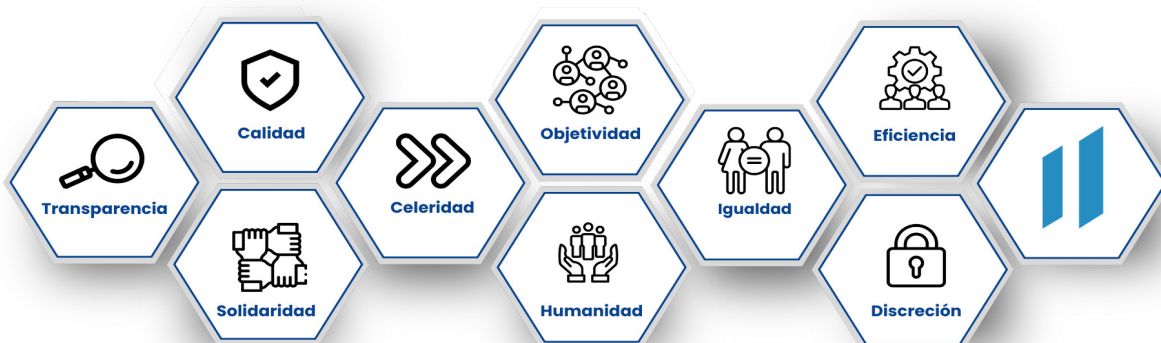 Calidad
Objetividad
Eficiencia
Transparencia
Celeridad
Igualdad
Solidaridad
Humanidad
Discreción